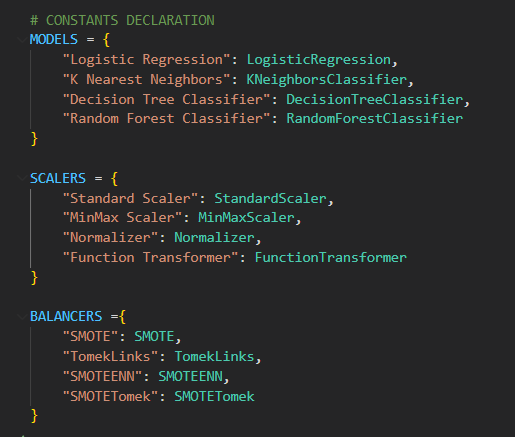 # CONSTANTS DECLARATION
MODELS = {
    "Logistic Regression": LogisticRegression,
    "K Nearest Neighbors": KNeighborsClassifier,
    "Decision Tree Classifier": DecisionTreeClassifier,
    "Random Forest Classifier": RandomForestClassifier
}

SCALERS = {
    "Standard Scaler": StandardScaler,
    "MinMax Scaler": MinMaxScaler,
    "Normalizer": Normalizer,
    "Function Transformer": FunctionTransformer
}

BALANCERS ={
    "SMOTE": SMOTE,
    "TomekLinks": TomekLinks,
    "SMOTEENN": SMOTEENN,
    "SMOTETomek": SMOTETomek
}